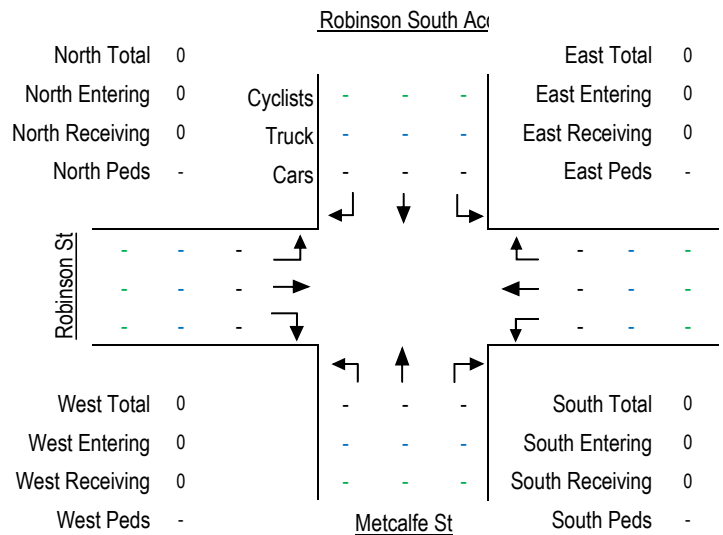 Robinson South Acc
North Total 0
East Total 0
North Entering 0
Cyclists - - -
East Entering 0
North Receiving 0
Truck - - -
East Receiving 0
North Peds -
Cars - - -
East Peds -
Robinson St
- - -
- - -
- - -
- - -
- - -
- - -
West Total 0
- - -
South Total 0
West Entering 0
- - -
South Entering 0
West Receiving 0
- - -
South Receiving 0
West Peds -
Metcalfe St
South Peds -